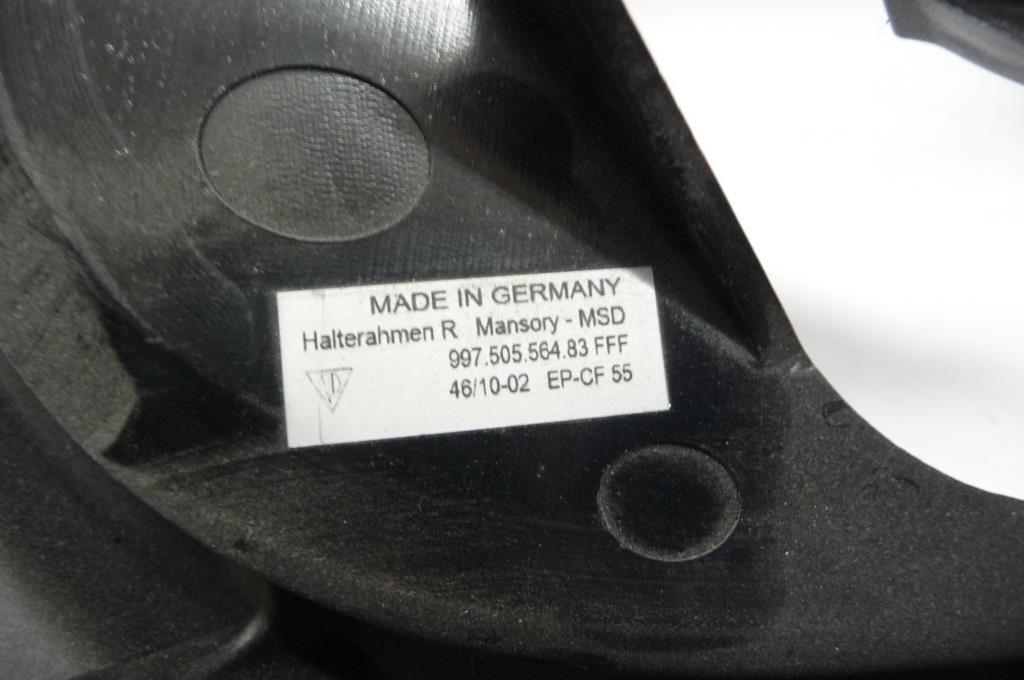 MADE IN GERMANY
Halterahmen R Mansory - MSD
997.505.564.83 FFF
46/10-02 EP-CF 55